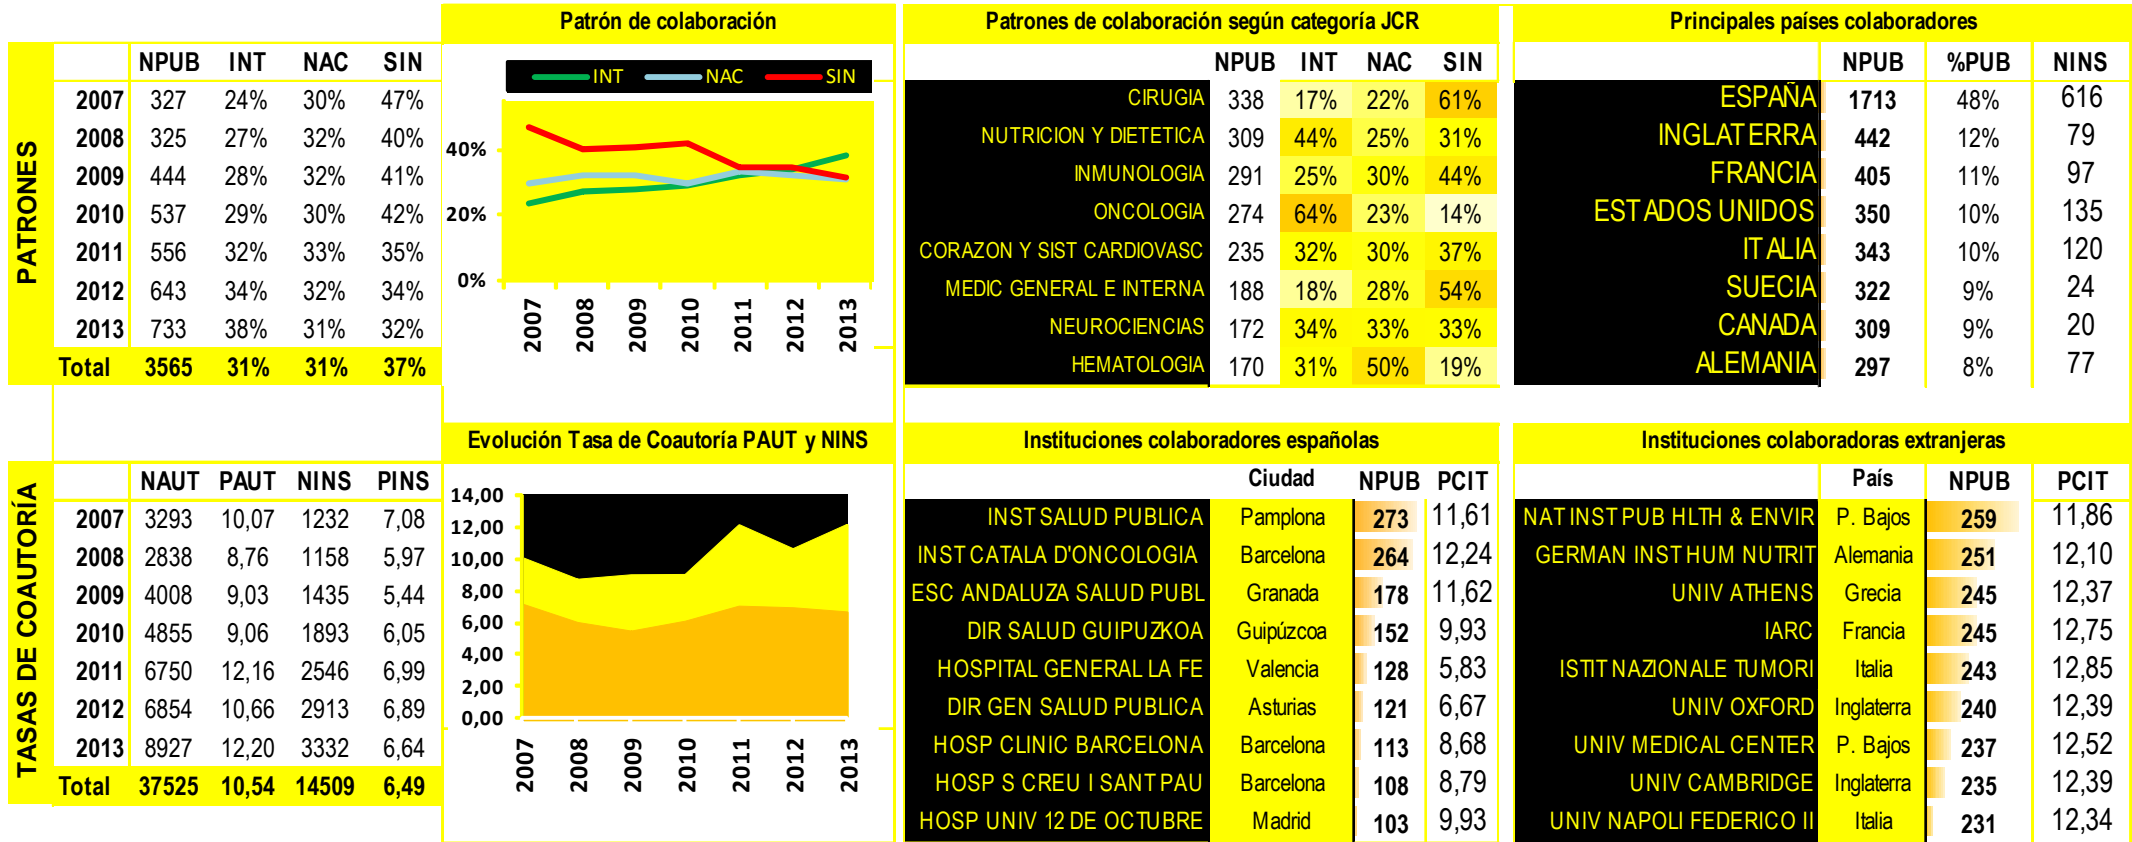 Patrón de colaboración
Patrones de colaboración según categoría JCR
Principales países colaboradores
PATRONES
NPUB INT NAC SIN
2007 327 24% 30% 47%
2008 325 27% 32% 40%
2009 444 28% 32% 41%
2010 537 29% 30% 42%
2011 556 32% 33% 35%
2012 643 34% 32% 34%
2013 733 38% 31% 32%
Total 3565 31% 31% 37%
INT NAC SIN
40%
20%
0%
2007 2008 2009 2010 2011 2012 2013
NPUB INT NAC SIN
CIRUGIA 338 17% 22% 61%
NUTRICION Y DIETETICA 309 44% 25% 31%
INMUNOLOGIA 291 25% 30% 44%
ONCOLOGIA 274 64% 23% 14%
CORAZON Y SIST CARDIOVASC 235 32% 30% 37%
MEDIC GENERAL E INTERNA 188 18% 28% 54%
NEUROCIENCIAS 172 34% 33% 33%
HEMATOLOGIA 170 31% 50% 19%
NPUB %PUB NINS
ESPAÑA 1713 48% 616
INGLATERRA 442 12% 79
FRANCIA 405 11% 97
ESTADOS UNIDOS 350 10% 135
ITALIA 343 10% 120
SUECIA 322 9% 24
CANADA 309 9% 20
ALEMANIA 297 8% 77
Evolución Tasa de Coautoría PAUT y NINS
Instituciones colaboradores españolas
Instituciones colaboradoras extranjeras
TASAS DE COAUTORÍA
NAUT PAUT NINS PINS
2007 3293 10,07 1232 7,08
2008 2838 8,76 1158 5,97
2009 4008 9,03 1435 5,44
2010 4855 9,06 1893 6,05
2011 6750 12,16 2546 6,99
2012 6854 10,66 2913 6,89
2013 8927 12,20 3332 6,64
Total 37525 10,54 14509 6,49
14,00
12,00
10,00
8,00
6,00
4,00
2,00
0,00
2007 2008 2009 2010 2011 2012 2013
Ciudad NPUB PCIT
INST SALUD PUBLICA Pamplona 273 11,61
INST CATALA D'ONCOLOGIA Barcelona 264 12,24
ESC ANDALUZA SALUD PUBL Granada 178 11,62
DIR SALUD GUIPUZKOA Guipúzcoa 152 9,93
HOSPITAL GENERAL LA FE Valencia 128 5,83
DIR GEN SALUD PUBLICA Asturias 121 6,67
HOSP CLINIC BARCELONA Barcelona 113 8,68
HOSP S CREU I SANT PAU Barcelona 108 8,79
HOSP UNIV 12 DE OCTUBRE Madrid 103 9,93
País NPUB PCIT
NAT INST PUB HLTH & ENVIR P. Bajos 259 11,86
GERMAN INST HUM NUTRIT Alemania 251 12,10
UNIV ATHENS Grecia 245 12,37
IARC Francia 245 12,75
ISTIT NAZIONALE TUMORI Italia 243 12,85
UNIV OXFORD Inglaterra 240 12,39
UNIV MEDICAL CENTER P. Bajos 237 12,52
UNIV CAMBRIDGE Inglaterra 235 12,39
UNIV NAPOLI FEDERICO II Italia 231 12,34